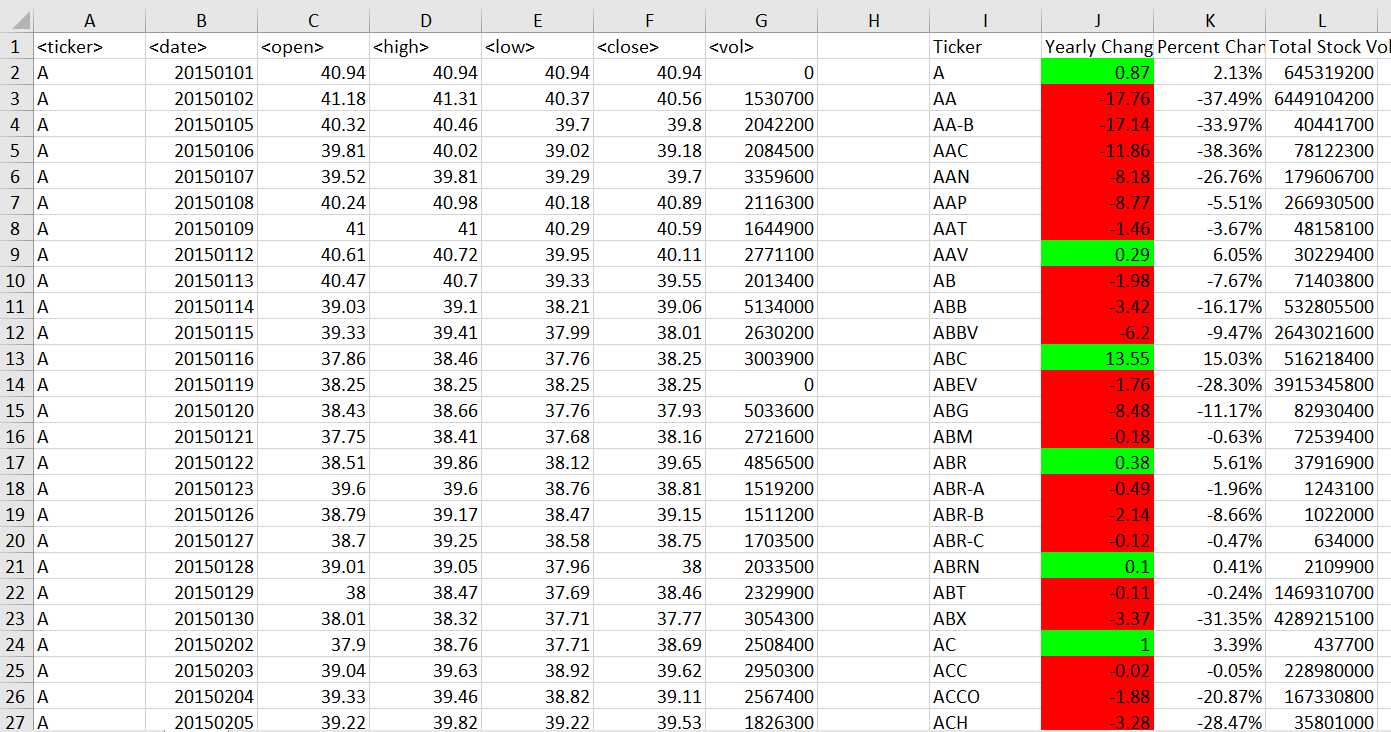 A B C D E F G H I J K L
1 <ticker> <date> <open> <high> <low> <close> <vol> Ticker Yearly Chang Percent Char Total Stock Vol
2 A 20150101 40.94 40.94 40.94 40.94 0 A 0.87 2.13% 645319200
3 A 20150102 41.18 41.31 40.37 40.56 1530700 AA -17.76 -37.49% 6449104200
4 A 20150105 40.32 40.46 39.7 39.8 2042200 AA-B -17.14 -33.97% 40441700
5 A 20150106 39.81 40.02 39.02 39.18 2084500 AAC -11.86 -38.36% 78122300
6 A 20150107 39.52 39.81 39.29 39.7 3359600 AAN -8.18 -26.76% 179606700
7 A 20150108 40.24 40.98 40.18 40.89 2116300 AAP -8.77 -5.51% 266930500
8 A 20150109 41 41 40.29 40.59 1644900 AAT -1.46 -3.67% 48158100
9 A 20150112 40.61 40.72 39.95 40.11 2771100 AAV 0.29 6.05% 30229400
10 A 20150113 40.47 40.7 39.33 39.55 2013400 AB -1.98 -7.67% 71403800
11 A 20150114 39.03 39.1 38.21 39.06 5134000 ABB -3.42 -16.17% 532805500
12 A 20150115 39.33 39.41 37.99 38.01 2630200 ABBV -6.2 -9.47% 2643021600
13 A 20150116 37.86 38.46 37.76 38.25 3003900 ABC 13.55 15.03% 516218400
14 A 20150119 38.25 38.25 38.25 38.25 0 ABEV -1.76 -28.30% 3915345800
15 A 20150120 38.43 38.66 37.76 37.93 5033600 ABG -8.48 -11.17% 82930400
16 A 20150121 37.75 38.41 37.68 38.16 2721600 ABM -0.18 -0.63% 72539400
17 A 20150122 38.51 39.86 38.12 39.65 4856500 ABR 0.38 5.61% 37916900
18 A 20150123 39.6 39.6 38.76 38.81 1519200 ABR-A -0.49 -1.96% 1243100
19 A 20150126 38.79 39.17 38.47 39.15 1511200 ABR-B -2.14 -8.66% 1022000
20 A 20150127 38.7 39.25 38.58 38.75 1703500 ABR-C -0.12 -0.47% 634000
21 A 20150128 39.01 39.05 37.96 38 2033500 ABRN 0.1 0.41% 2109900
22 A 20150129 38 38.47 37.69 38.46 2329900 ABT -0.11 -0.24% 1469310700
23 A 20150130 38.01 38.32 37.71 37.77 3054300 ABX -3.37 -31.35% 4289215100
24 A 20150202 37.9 38.76 37.71 38.69 2508400 AC 1 3.39% 437700
25 A 20150203 39.04 39.63 38.92 39.62 2950300 ACC -0.02 -0.05% 228980000
26 A 20150204 39.33 39.46 38.82 39.11 2567400 ACCO -1.88 -20.87% 167330800
27 A 20150205 39.22 39.82 39.22 39.53 1826300 ACH -3.28 -28.47% 35801000